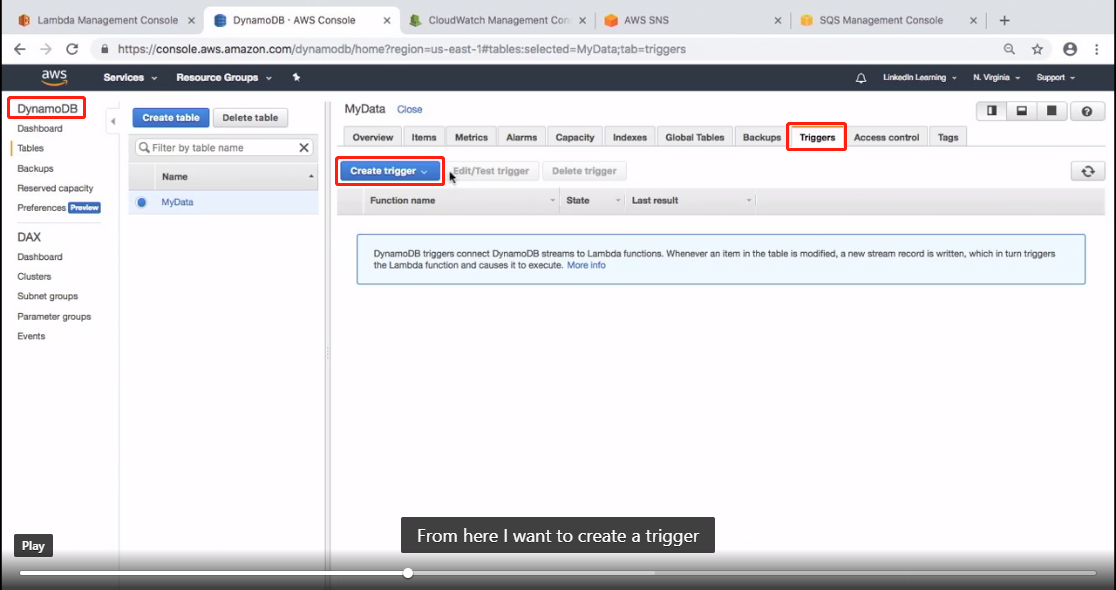 Lambda Management Console
DynamoDB · AWS Console
CloudWatch Management Con
AWS SNS
SQS Management Console
https://console.aws.amazon.com/dynamodb/home?region=us-east-1#tables:selected=MyData;tab=triggers
aws
Services
Resource Groups
LinkedIn Learning
N. Virginia
Support
DynamoDB
Dashboard
Tables
Backups
Reserved capacity
Preferences Preview
DAX
Dashboard
Clusters
Subnet groups
Parameter groups
Events
Create table
Delete table
Filter by table name
Name
MyData
MyData Close
Overview
Items
Metrics
Alarms
Capacity
Indexes
Global Tables
Backups
Triggers
Access control
Tags
Create trigger
Edit/Test trigger
Delete trigger
Function name
State
Last result
DynamoDB triggers connect DynamoDB streams to Lambda functions. Whenever an item in the table is modified, a new stream record is written, which in turn triggers
the Lambda function and causes it to execute. More info
From here I want to create a trigger
Play